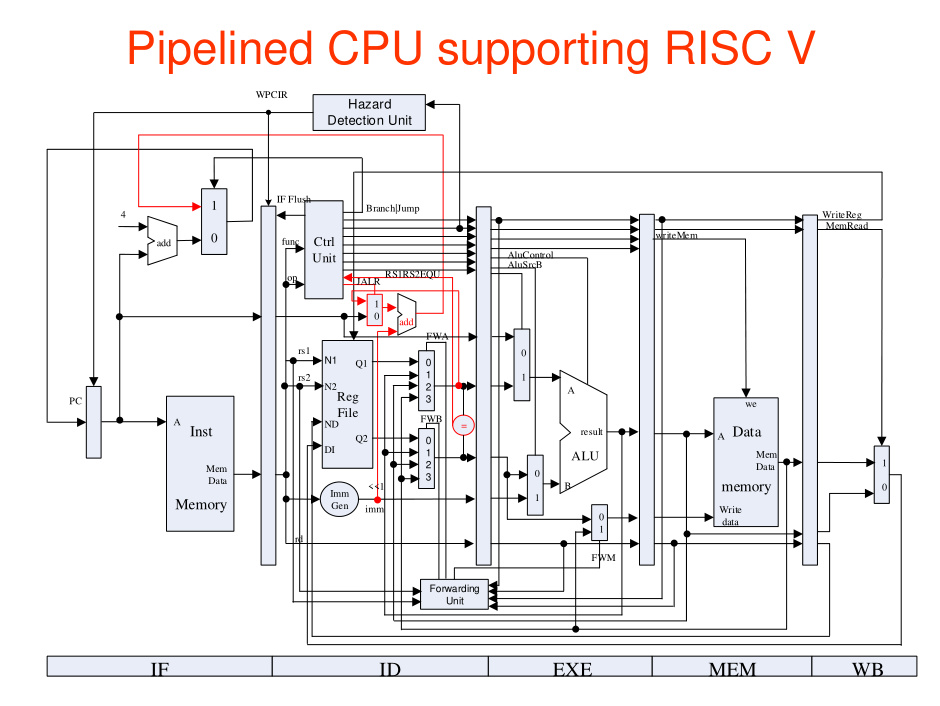 Pipelined CPU supporting RISC V
WPCIR
Hazard
Detection Unit
1
0
4
add
IF Flush
Branch|Jump
WriteReg
MemRead
writeMem
func
Ctrl
Unit
op
AluControl
AluSrcB
RS1RS2EQU
JALR
1
0
add
FWA
rs1
N1
Q1
0
1
2
3
rs2
N2
Reg
File
ND
DI
Q2
FWB
0
1
2
3
=
0
1
A
result
ALU
B
0
1
PC
A
Inst
Mem
Data
Memory
we
A
Data
Mem
Data
memory
Write
data
1
0
<<1
Imm
Gen
imm
0
1
FWM
rd
Forwarding
Unit
IF
ID
EXE
MEM
WB